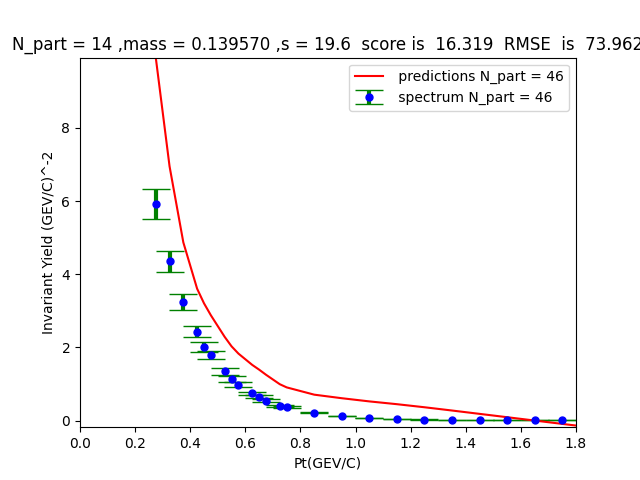 N_part = 14 ,mass = 0.139570 ,s = 19.6  score is  16.319  RMSE  is  73.962
predictions N_part = 46
spectrum N_part = 46
Invariant Yield (GEV/C)^-2
8
6
4
2
0
0.0 0.2 0.4 0.6 0.8 1.0 1.2 1.4 1.6 1.8
Pt(GEV/C)